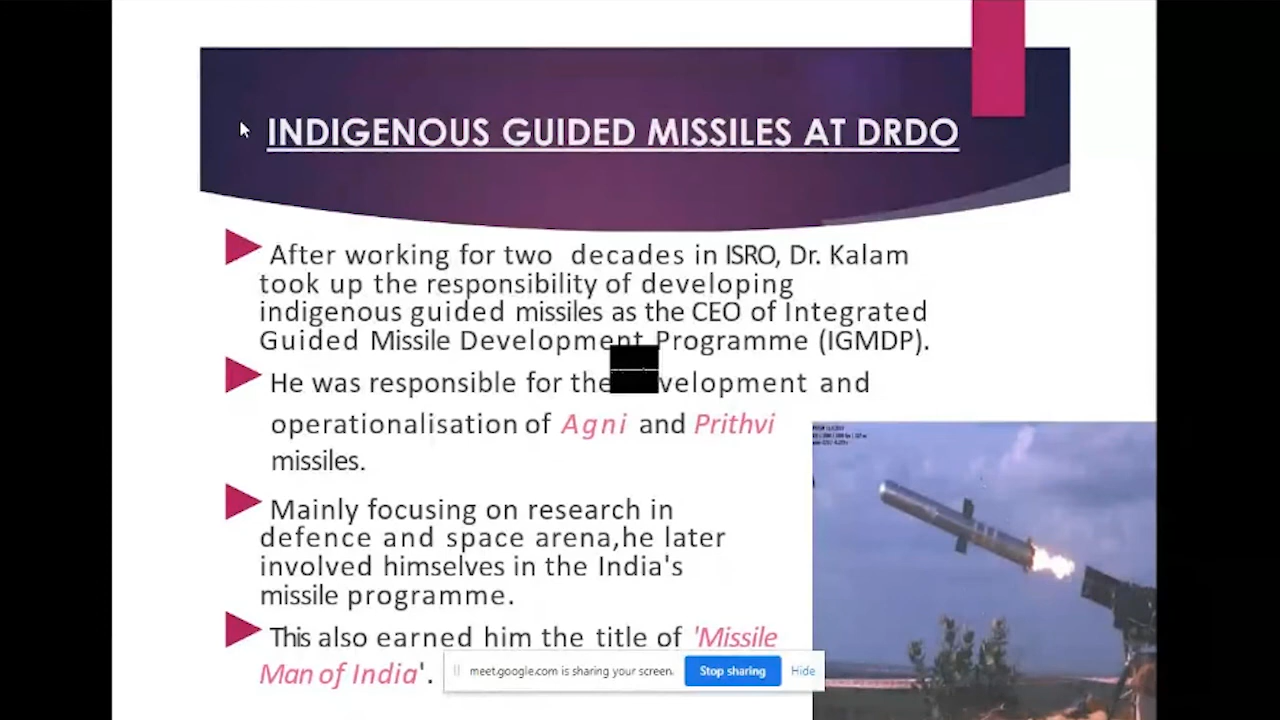 INDIGENOUS GUIDED MISSILES AT DRDO
After working for two decades in ISRO, Dr. Kalam
took up the responsibility of developing
indigenous guided missiles as the CEO of Integrated
Guided Missile Development Programme (IGMDP).
He was responsible for the velopment and
operationalisation of Agni and Prithvi
missiles.
Mainly focusing on research in
defence and space arena,he later
involved himselves in the India's
missile programme.
This also earned him the title of 'Missile
Man of India'.
meet.google.com is sharing your screen.
Stop sharing
Hide